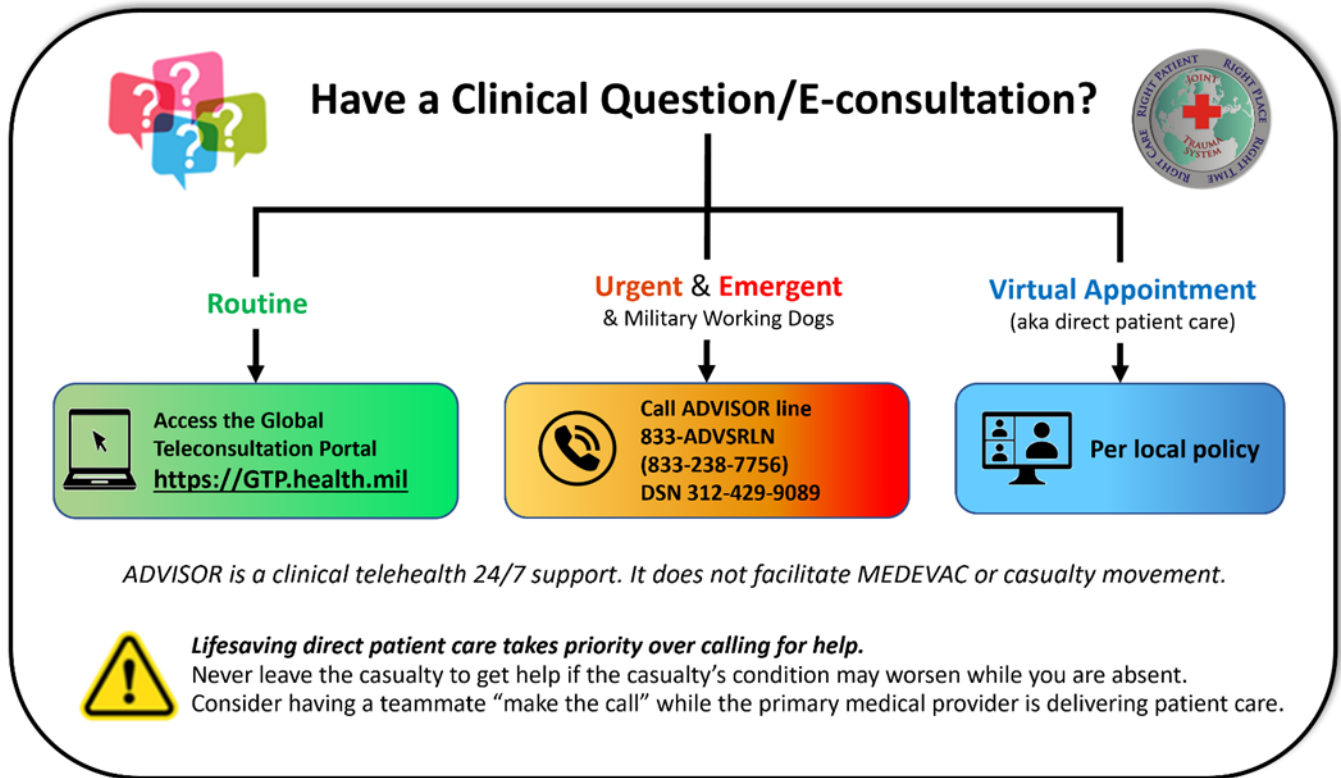 ? ? ? ?
Have a Clinical Question/E-consultation?
RIGHT PATIENT RIGHT PLACE RIGHT TIME RIGHT CARE
JOINT
TRAUMA
SYSTEM
Routine
Access the Global
Teleconsultation Portal
https://GTP.health.mil
Urgent & Emergent
& Military Working Dogs
Call ADVISOR line
833-ADVSRLN
(833-238-7756)
DSN 312-429-9089
Virtual Appointment
(aka direct patient care)
Per local policy
ADVISOR is a clinical telehealth 24/7 support. It does not facilitate MEDEVAC or casualty movement.
!
Lifesaving direct patient care takes priority over calling for help.
Never leave the casualty to get help if the casualty’s condition may worsen while you are absent.
Consider having a teammate “make the call” while the primary medical provider is delivering patient care.